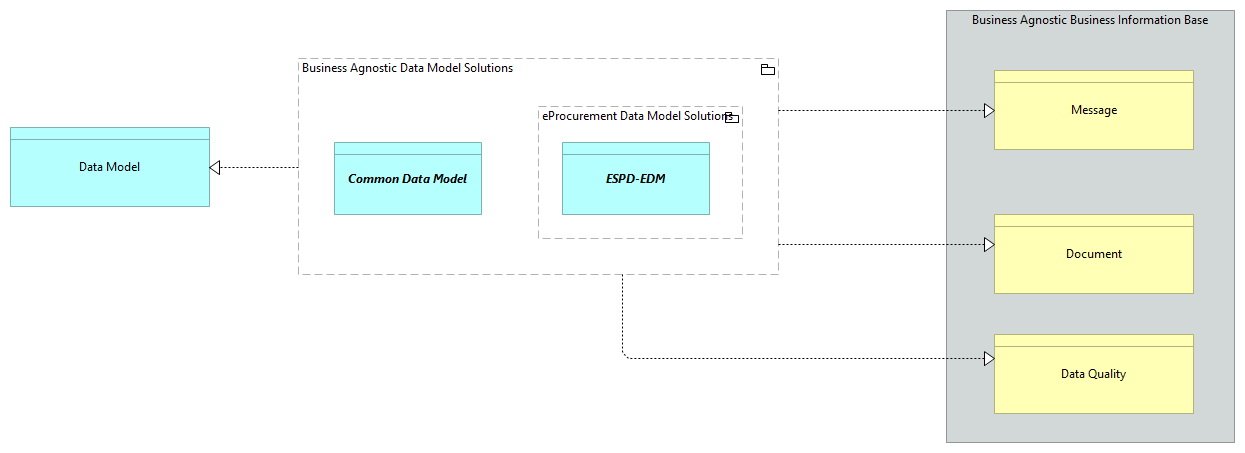 Business Agnostic Business Information Base
Business Agnostic Data Model Solutions
eProcurement Data Model Solutions
Message
Data Model
Common Data Model
ESPD-EDM
Document
Data Quality